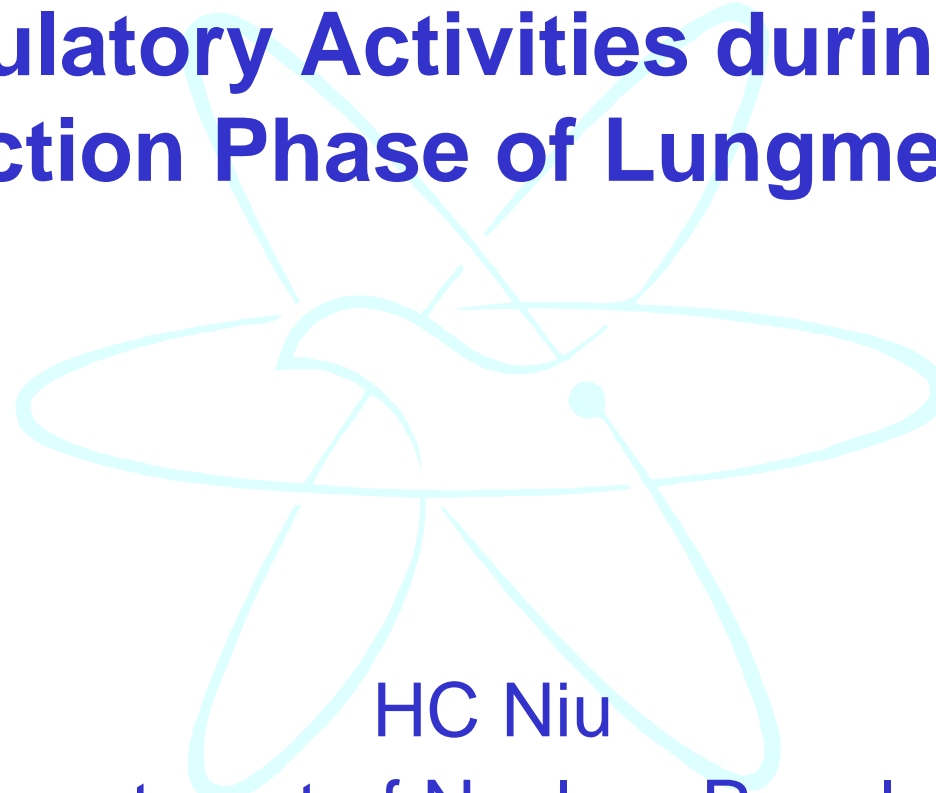 ulatory Activities durin
ction Phase of Lungme
HC Niu